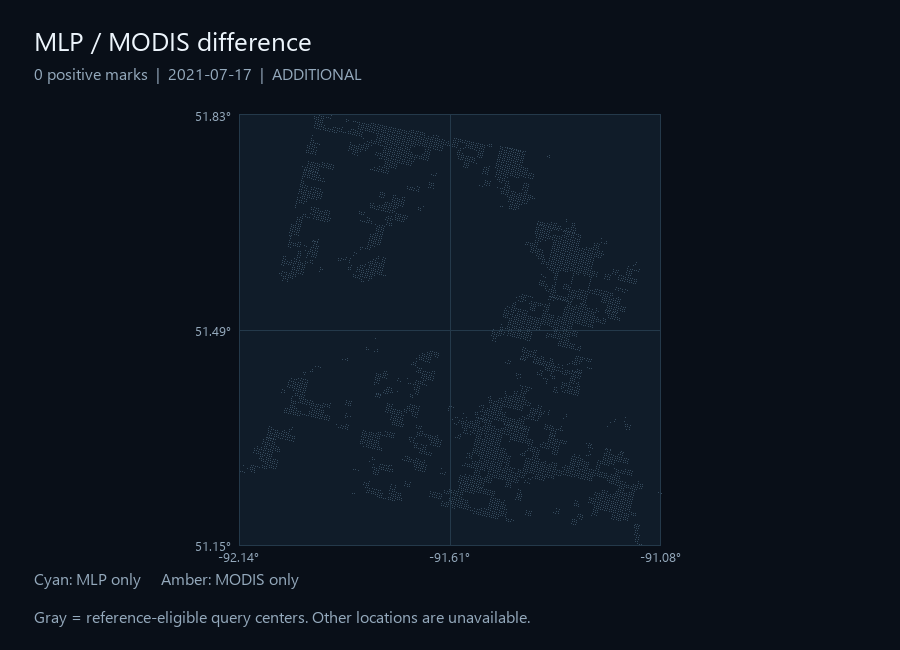 MLP / MODIS difference
0 positive marks | 2021-07-17 | ADDITIONAL
51.83°
51.49°
51.15°
-92.14° -91.61° -91.08°
Cyan: MLP only Amber: MODIS only
Gray = reference-eligible query centers. Other locations are unavailable.